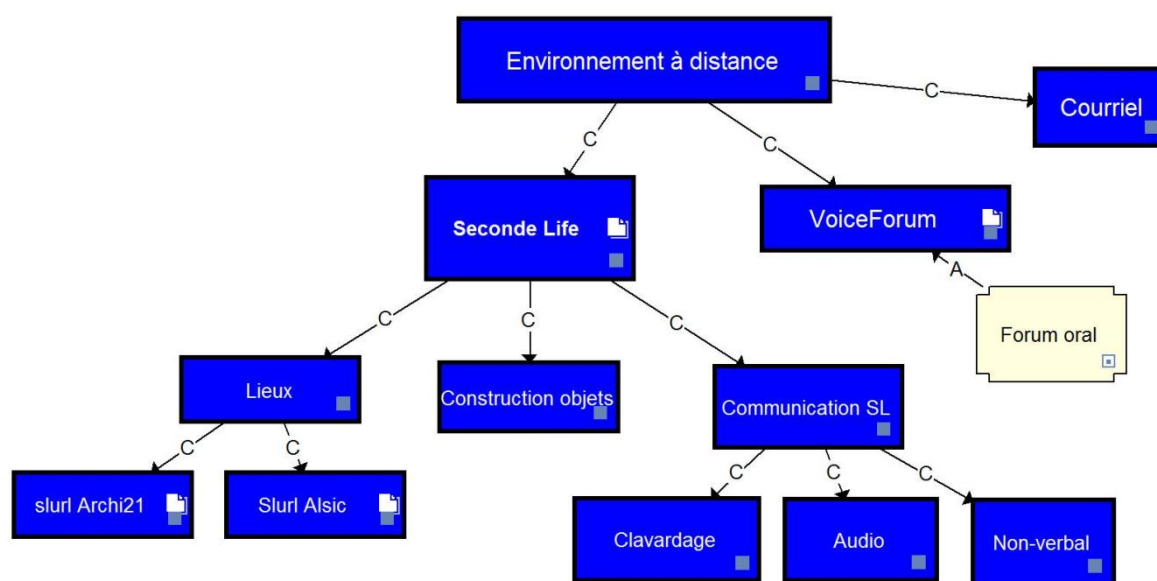 Environnement à distance
C
Courriel
C
C
Seconde Life
VoiceForum
A
Forum oral
C
C
C
Lieux
Construction objets
Communication SL
C
C
C
C
C
slurl Archi21
Slurl Alsic
Clavardage
Audio
Non-verbal